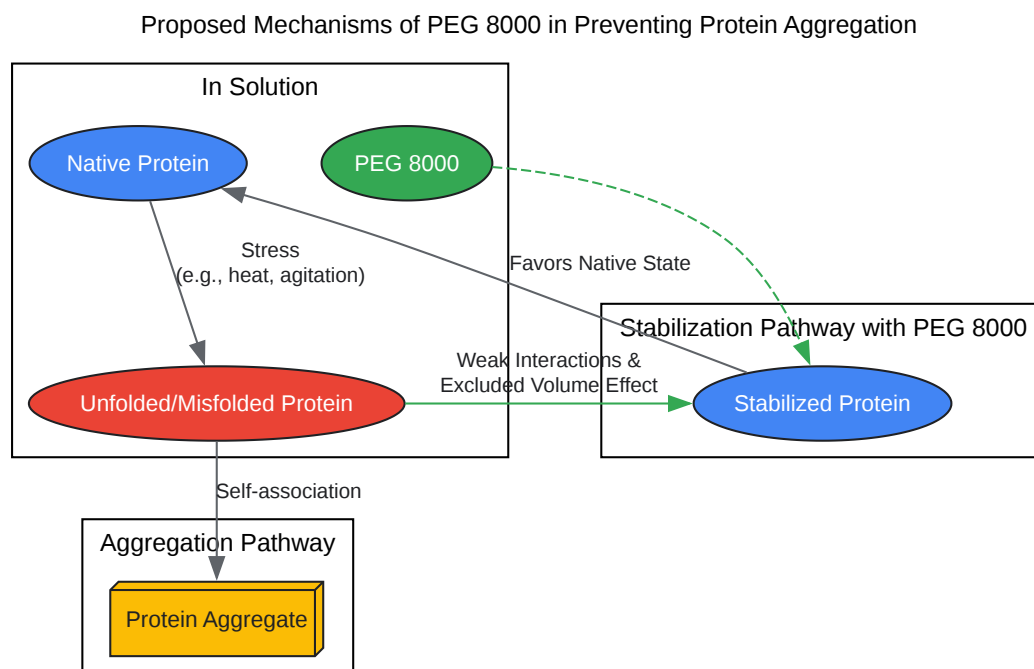 Proposed Mechanisms of PEG 8000 in Preventing Protein Aggregation
In Solution
Native Protein
PEG 8000
Stress
(e.g., heat, agitation)
Favors Native State
Stabilization Pathway with PEG 8000
Weak Interactions &
Excluded Volume Effect
Unfolded/Misfolded Protein
Stabilized Protein
Self-association
Aggregation Pathway
Protein Aggregate